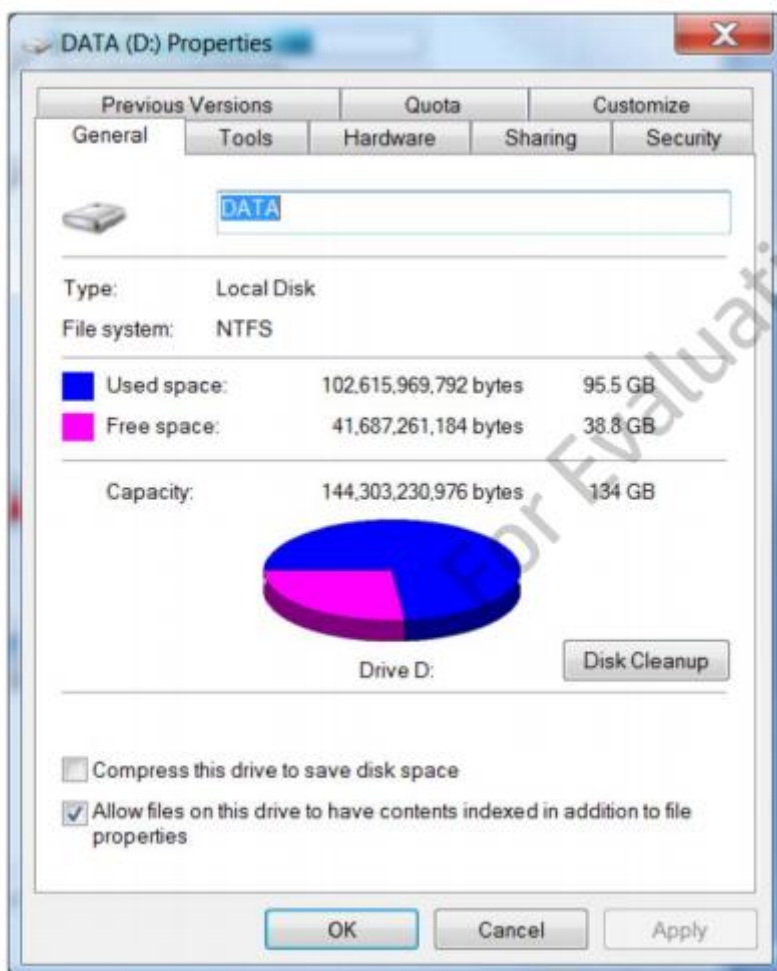 DATA (D:) Properties
Previous Versions Quota Customize
General Tools Hardware Sharing Security
DATA
Type: Local Disk
File system: NTFS
Used space: 102,615,969,792 bytes 95.5 GB
Free space: 41,687,261,184 bytes 38.8 GB
Capacity: 144,303,230,976 bytes 134 GB
Drive D:
Disk Cleanup
Compress this drive to save disk space
Allow files on this drive to have contents indexed in addition to file
properties
OK Cancel Apply
For